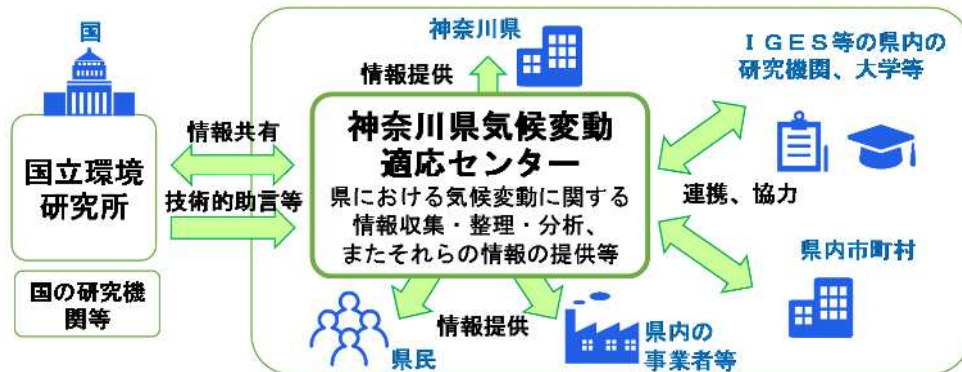 国
国立環境
研究所
国の研究機
関等
情報共有
技術的助言等
神奈川県
情報提供
神奈川県気候変動
適応センター
県における気候変動に関する
情報収集・整理・分析、
またそれらの情報の提供等
ＩＧＥＳ等の県内の
研究機関、大学等
連携、協力
県内市町村
情報提供
県民
県内の
事業者等